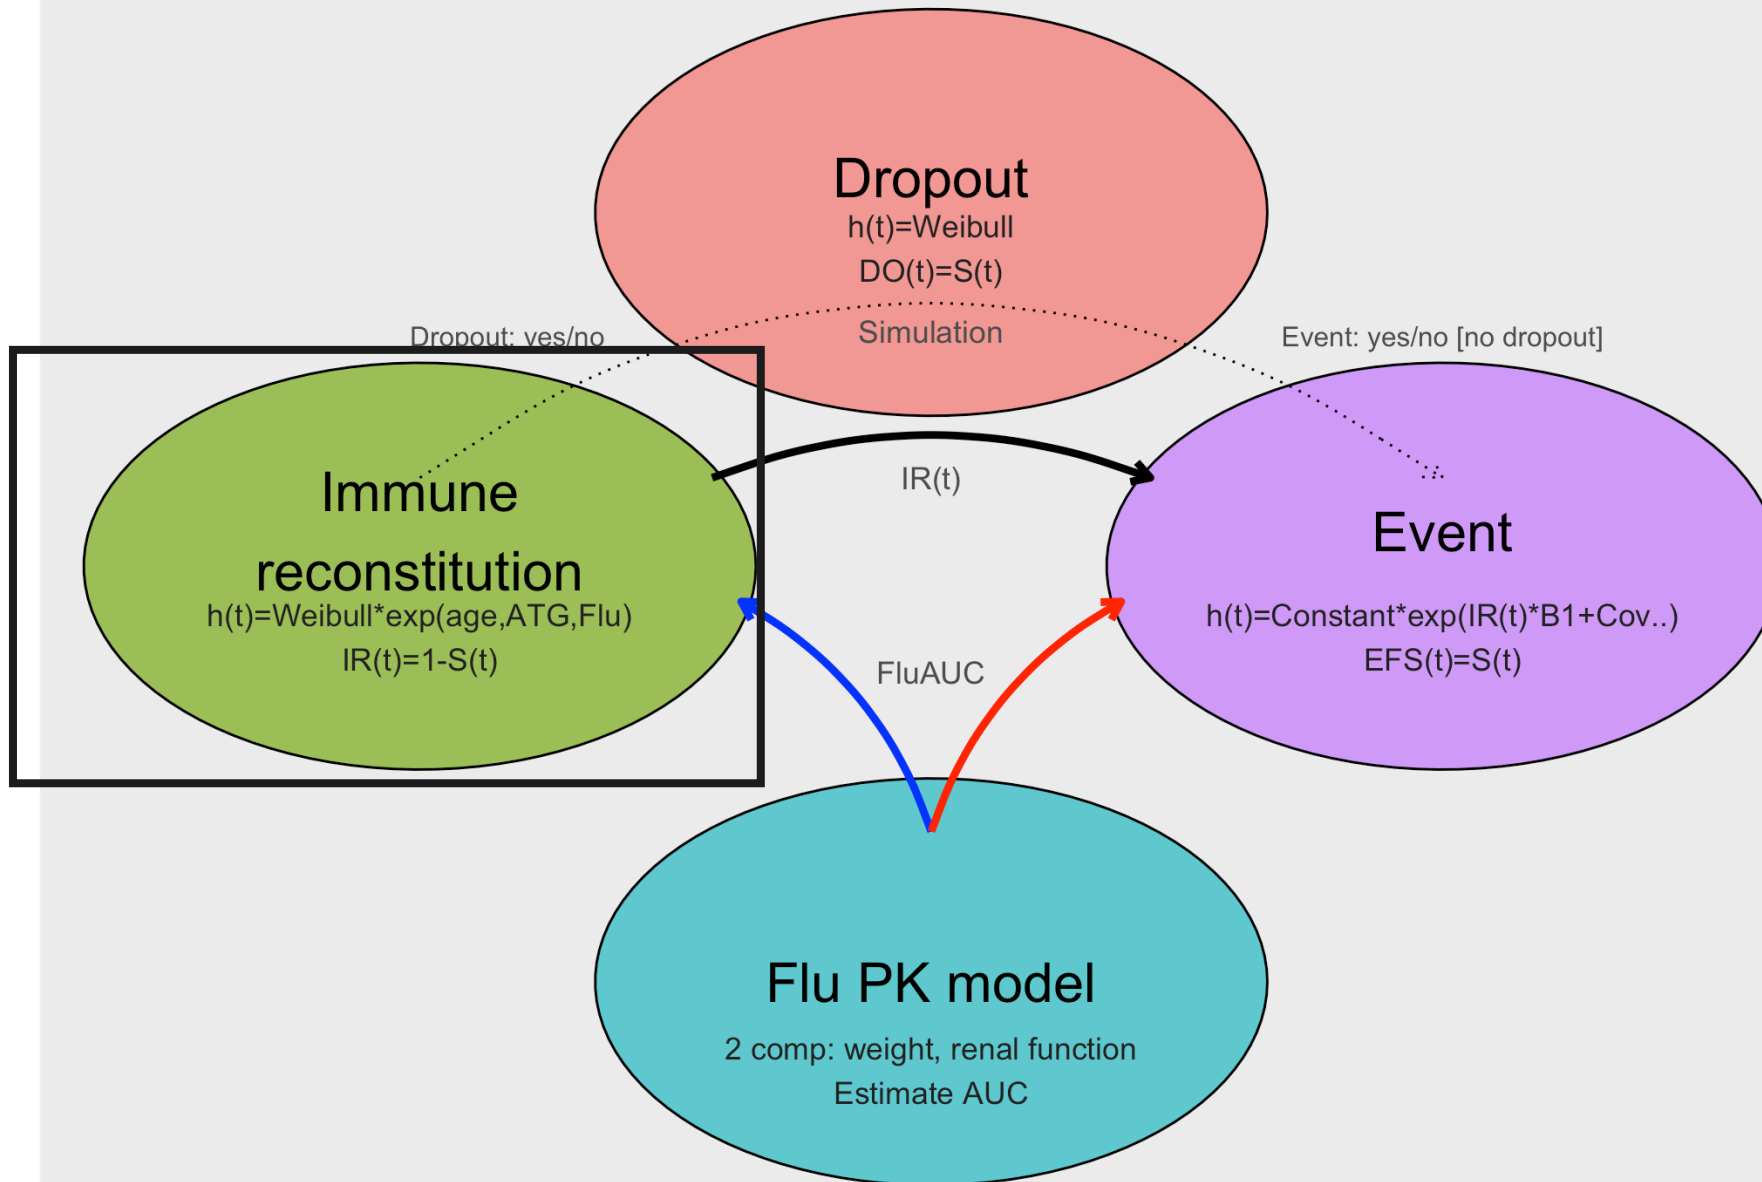 Dropout
h(t)=Weibull
DO(t)=S(t)
Simulation
Dropout: yes/no
Event: yes/no [no dropout]
Immune
reconstitution
h(t)=Weibull*exp(age,ATG,Flu)
IR(t)=1-S(t)
IR(t)
Event
h(t)=Constant*exp(IR(t)*B1+Cov..)
EFS(t)=S(t)
FluAUC
Flu PK model
2 comp: weight, renal function
Estimate AUC